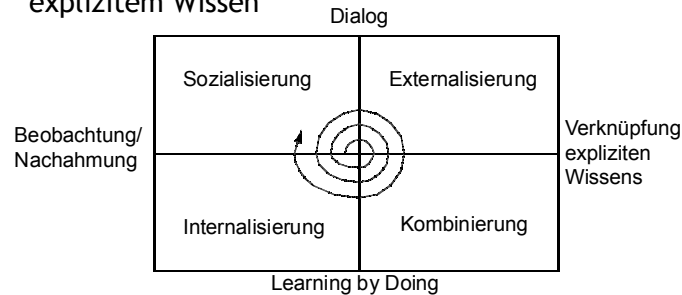 explizitem Wissen
Dialog
Sozialisierung
Externalisierung
Beobachtung/
Nachahmung
Verknüpfung
expliziten
Wissens
Internalisierung
Kombinierung
Learning by Doing